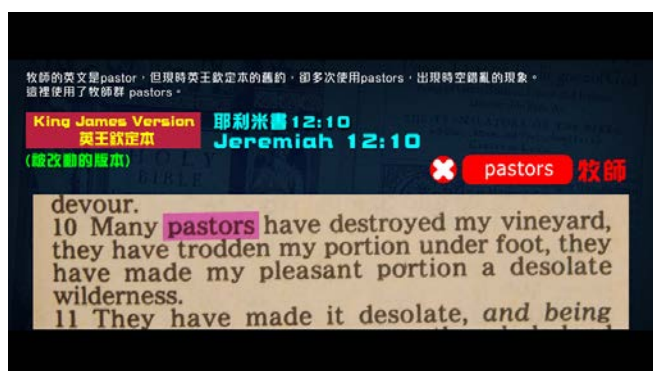 牧師的英文是pastor，但現時英王欽定本的舊約，卻多次使用pastors，出現時空錯亂的現象。
這裡使用了牧師群 pastors。
King James Version
英王欽定本
(被改動的版本)
耶利米書12:10
Jeremiah 12:10
pastors 牧師
devour.
10 Many pastors have destroyed my vineyard,
they have trodden my portion under foot, they
have made my pleasant portion a desolate
wilderness.
11 They have made it desolate, and being